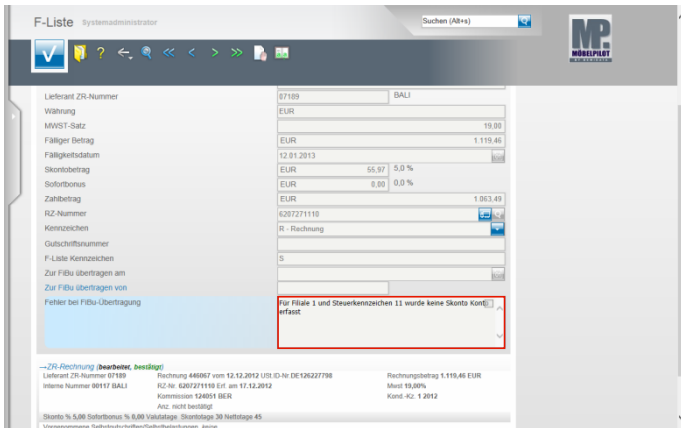 F-Liste Systemadministrator
Suchen (Alt+s)
MP
MÖBELPILOT
Lieferant ZR-Nummer 07189 BALI
Währung EUR
MWST-Satz 19,00
Fälliger Betrag EUR 1.119,46
Fälligkeitsdatum 12.01.2013
Skontobetrag EUR 55,97 5,0 %
Sofortbonus EUR 0,00 0,0 %
Zahlbetrag EUR 1.063,49
RZ-Nummer 6207271110
Kennzeichen R - Rechnung
Gutschriftsnummer
F-Liste Kennzeichen S
Zur FiBu übertragen am
Zur FiBu übertragen von
Fehler bei FiBu-Übertragung Für Filiale 1 und Steuerkennzeichen 11 wurde keine Skonto Konto
erfasst
→ZR-Rechnung (bearbeitet, bestätigt)
Lieferant ZR-Nummer 07189 Rechnung 446067 vom 12.12.2012 USt.ID-Nr.DE126227798 Rechnungsbetrag 1.119,46 EUR
Interne Nummer 00117 BALI RZ-Nr. 6207271110 Erf. am 17.12.2012 Mwst 19,00%
Kommission 124051 BER Kond.-Kz. 1 2012
Anz. nicht bestätigt
Skonto % 5,00 Sofortbonus % 0,00 Valutatage Skontotage 30 Nettotage 45